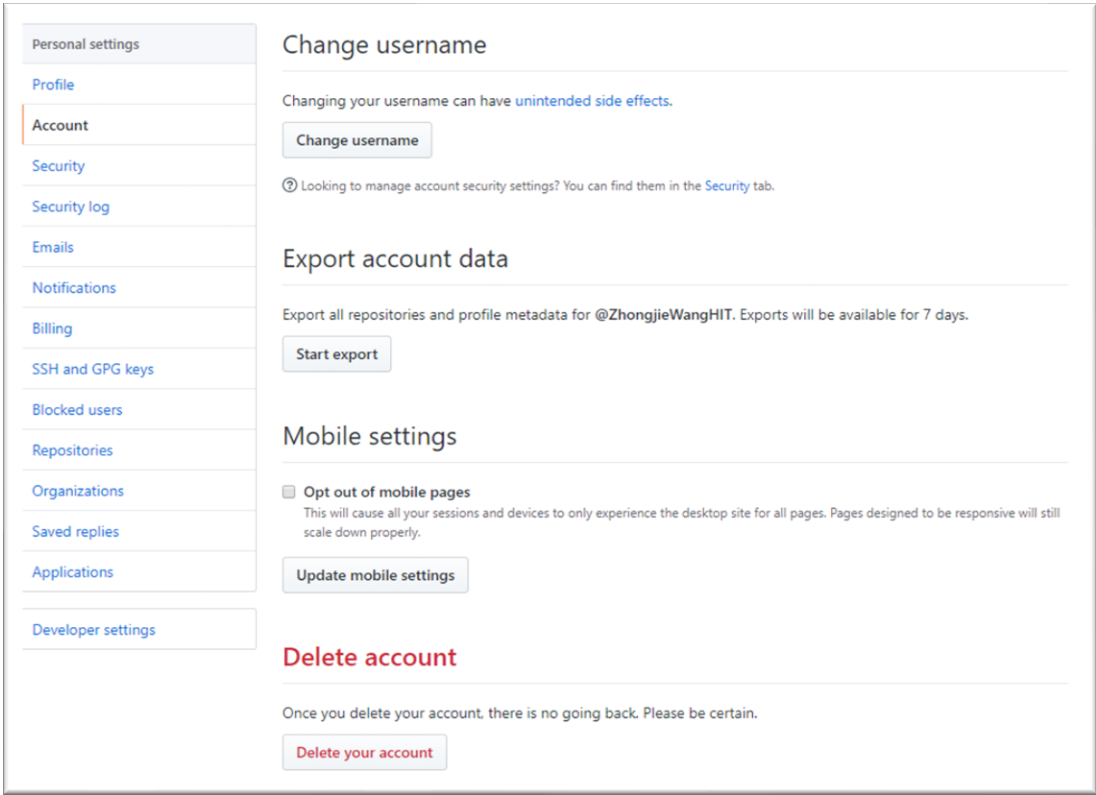 Personal settings
Profile
Account
Security
Security log
Emails
Notifications
Billing
SSH and GPG keys
Blocked users
Repositories
Organizations
Saved replies
Applications
Developer settings
Change username
Changing your username can have unintended side effects.
Change username
Looking to manage account security settings? You can find them in the Security tab.
Export account data
Export all repositories and profile metadata for @ZhongjieWangHIT. Exports will be available for 7 days.
Start export
Mobile settings
Opt out of mobile pages
This will cause all your sessions and devices to only experience the desktop site for all pages. Pages designed to be responsive will still
scale down properly.
Update mobile settings
Delete account
Once you delete your account, there is no going back. Please be certain.
Delete your account